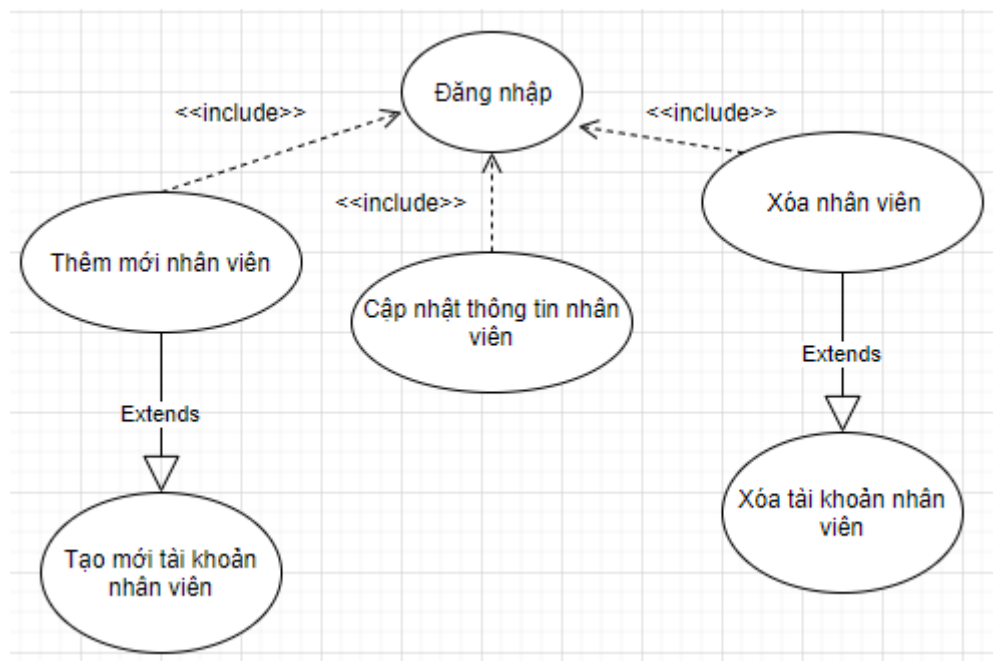 Đăng nhập
<<include>>
<<include>>
<<include>>
Xóa nhân viên
Thêm mới nhân viên
Cập nhật thông tin nhân
viên
Extends
Extends
Xóa tài khoản nhân
viên
Tạo mới tài khoản
nhân viên